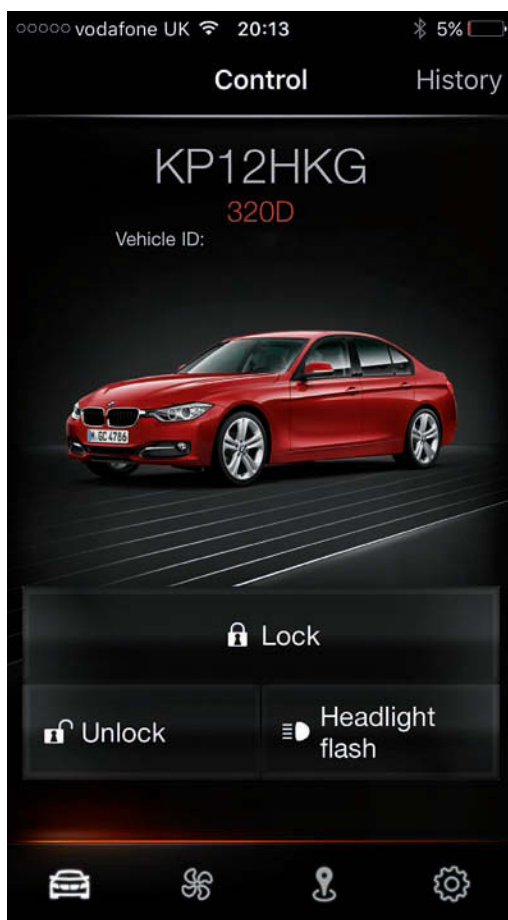 vodafone UK 20:13 5%
Control History
KP12HKG
320D
Vehicle ID:
M·GC 4786
Lock
Unlock
Headlight
flash